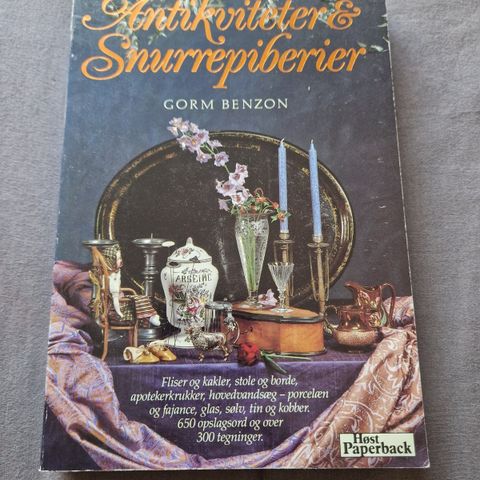 Antikviteter &
Snurrepiberier
GORM BENZON
ARSENIC
Fliser og kakler, stole og borde,
apotekerkrukker, hovedvandsæg – porcelæn
og fajance, glas, sølv, tin og kobber.
650 opslagsord og over
300 tegninger.
Høst
Paperback